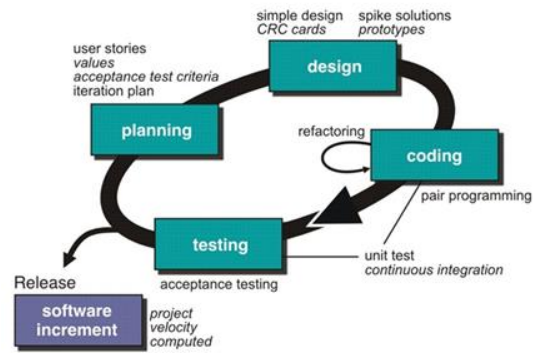 simple design
CRC cards
spike solutions
prototypes
design
user stories
values
acceptance test criteria
iteration plan
planning
refactoring
coding
pair programming
testing
unit test
continuous integration
acceptance testing
Release
software
increment
project
velocity
computed